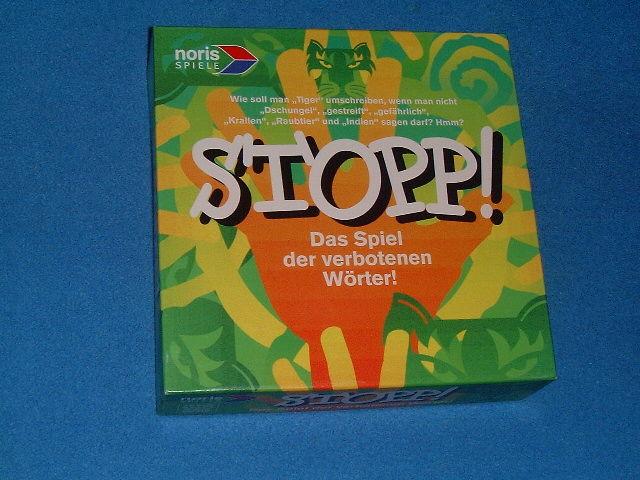 noris
SPIELE
Wie soll man „Tiger“ umschreiben, wenn man nicht
„Dschungel“, „gestreift“, „gefährlich“,
„Krallen“, „Raubtier“ und „Indien“ sagen darf? Hmm?
STOPP!
Das Spiel
der verbotenen
Wörter!
noris
STOPP!